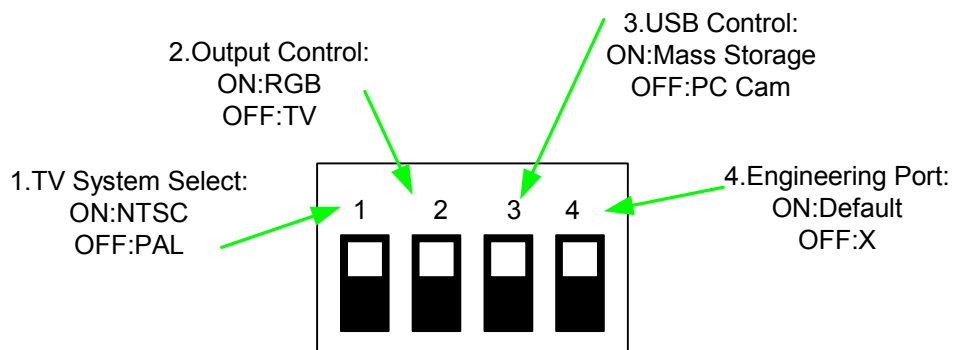 3.USB Control:
ON:Mass Storage
OFF:PC Cam
2.Output Control:
ON:RGB
OFF:TV
1.TV System Select:
ON:NTSC
OFF:PAL
4.Engineering Port:
ON:Default
OFF:X
1 2 3 4